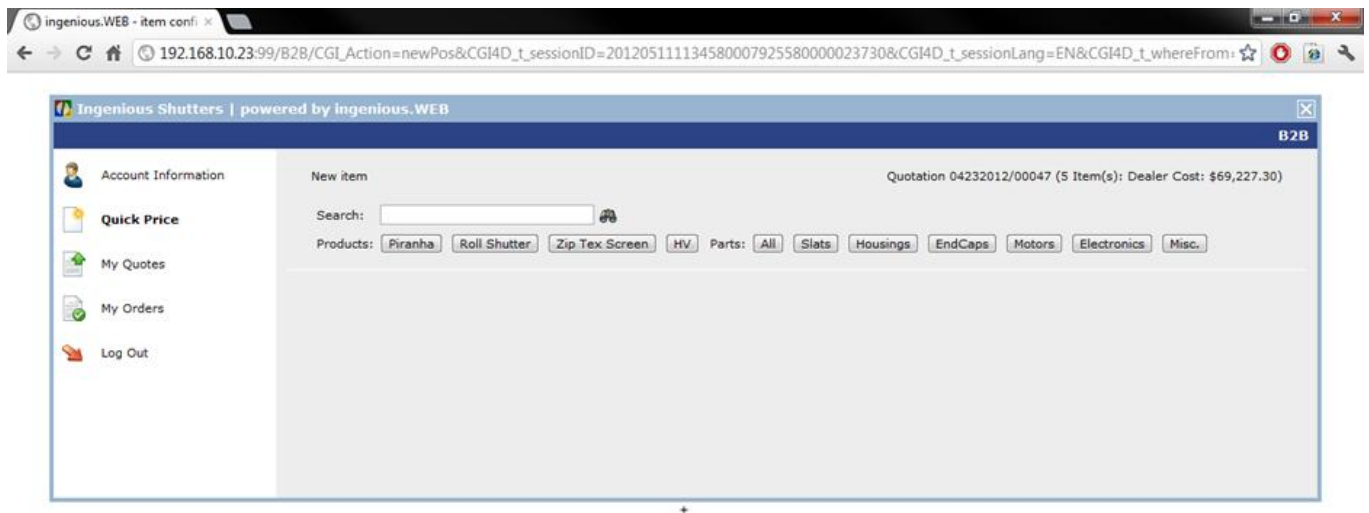 ingenious.WEB - item confi
192.168.10.23:99/B2B/CGI_Action=newPos&CGI4D_t_sessionID=20120511113458000792558000002373​0&CGI4D_t_sessionLang=EN&CGI4D_t_whereFrom
Ingenious Shutters | powered by ingenious.WEB
B2B
Account Information
Quick Price
My Quotes
My Orders
Log Out
New item
Quotation 04232012/00047 (5 Item(s): Dealer Cost: $69,227.30)
Search:
Products: Piranha Roll Shutter Zip Tex Screen HV Parts: All Slats Housings EndCaps Motors Electronics Misc.